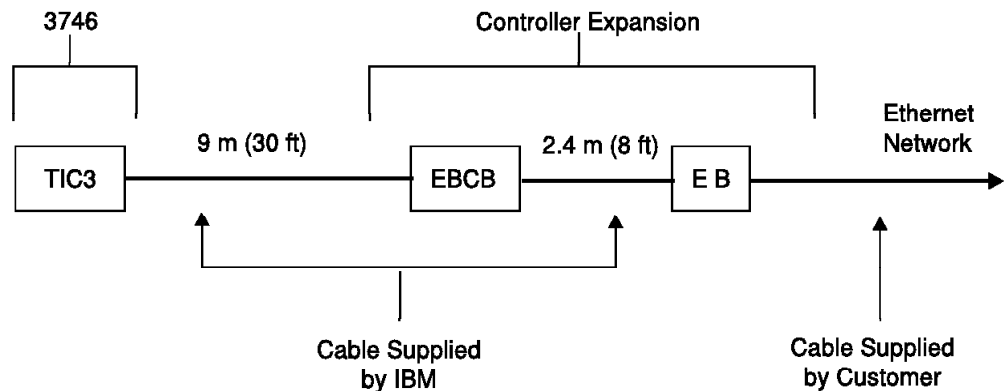 3746
Controller Expansion
9 m (30 ft)
2.4 m (8 ft)
Ethernet
Network
TIC3
EBCB
E B
Cable Supplied
by IBM
Cable Supplied
by Customer